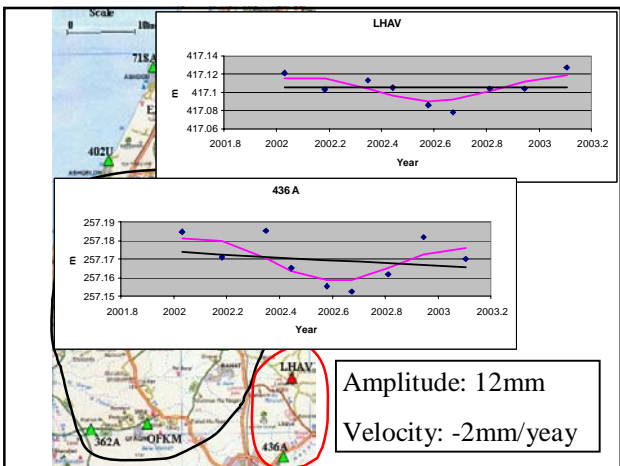 Scale
0 10km
718A
ASHDOD
402U
LHAV
417.14
417.12
417.1
417.08
417.06
m
2001.8 2002 2002.2 2002.4 2002.6 2002.8 2003 2003.2
Year
436 A
257.19
257.18
257.17
257.16
257.15
m
2001.8 2002 2002.2 2002.4 2002.6 2002.8 2003 2003.2
Year
LHAV
362A
OFKM
436A
Amplitude: 12mm
Velocity: -2mm/yeay